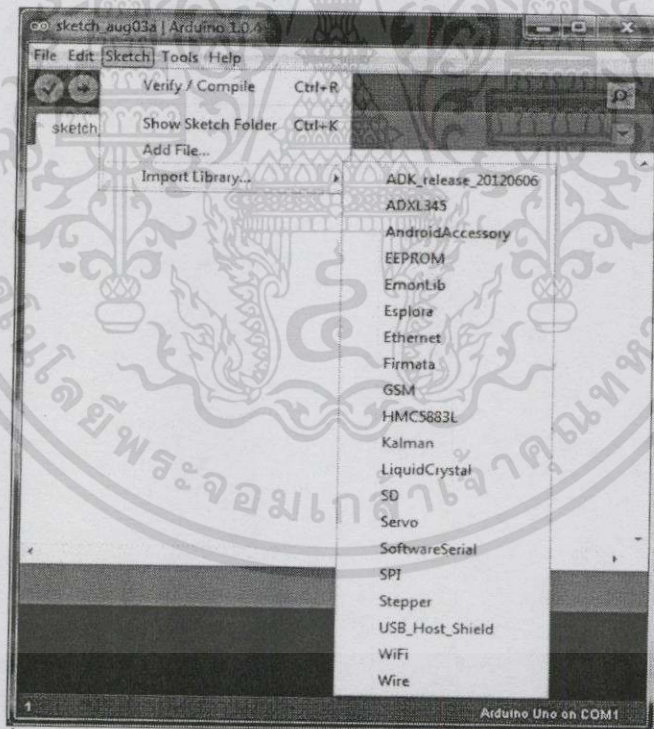 sketch_aug03a | Arduino 1.0.
File Edit Sketch Tools Help
Verify / Compile Ctrl+R
sketch
Show Sketch Folder Ctrl+K
Add File...
Import Library...
ADK_release_20120606
ADXL345
AndroidAccessory
EEPROM
EmonLib
Esplora
Ethernet
Firmata
GSM
HMC5883L
Kalman
LiquidCrystal
SD
Servo
SoftwareSerial
SPI
Stepper
USB_Host_Shield
WiFi
Wire
1
Arduino Uno on COM1